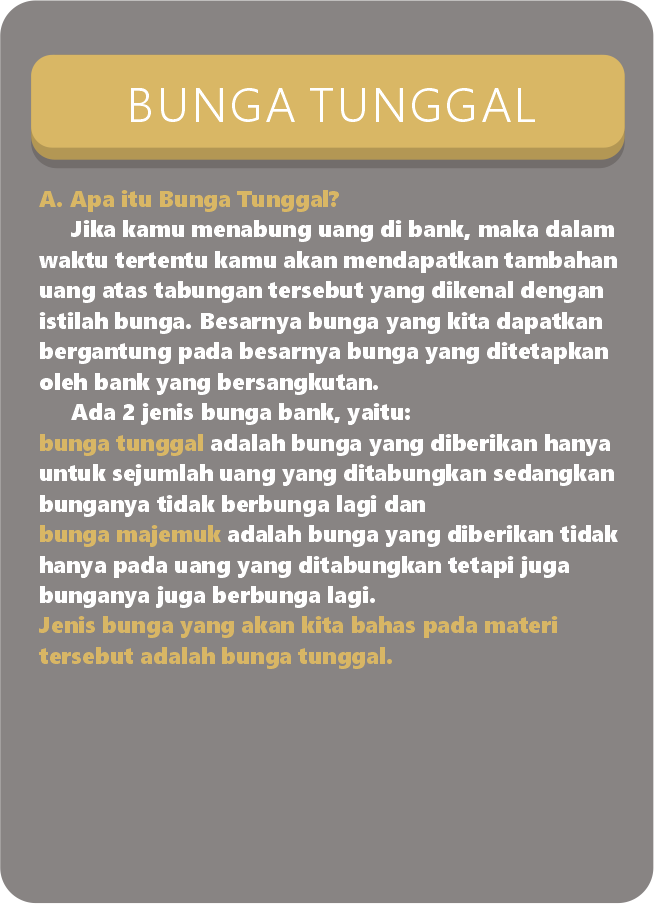 BUNGA TUNGGAL
A. Apa itu Bunga Tunggal?
Jika kamu menabung uang di bank, maka dalam
waktu tertentu kamu akan mendapatkan tambahan
uang atas tabungan tersebut yang dikenal dengan
istilah bunga. Besarnya bunga yang kita dapatkan
bergantung pada besarnya bunga yang ditetapkan
oleh bank yang bersangkutan.
Ada 2 jenis bunga bank, yaitu:
bunga tunggal adalah bunga yang diberikan hanya
untuk sejumlah uang yang ditabungkan sedangkan
bunganya tidak berbunga lagi dan
bunga majemuk adalah bunga yang diberikan tidak
hanya pada uang yang ditabungkan tetapi juga
bunganya juga berbunga lagi.
Jenis bunga yang akan kita bahas pada materi
tersebut adalah bunga tunggal.